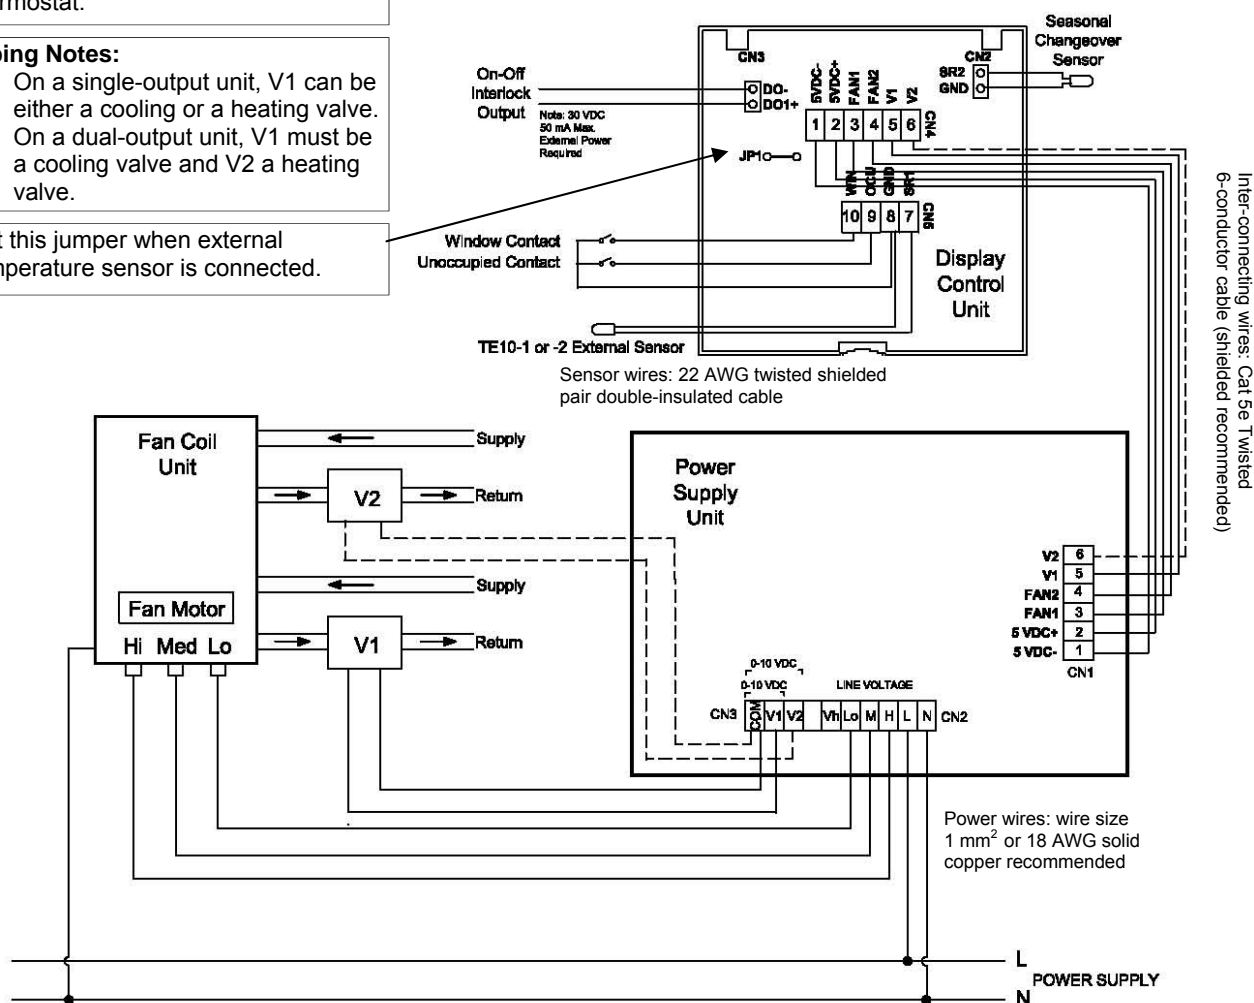 On a single-output unit, V1 can be
either a cooling or a heating valve.
On a dual-output unit, V1 must be
a cooling valve and V2 a heating
valve.
this jumper when external
sensor is connected.
Notes:
On-Off
Interlock
Output
Note: 30 VDC
50 mA Max.
External Power
Required
CN3
DO-
DO1+
JP1
5VDC-
5VDC+
FAN1
FAN2
V1
V2
1 2 3 4 5 6
CN4
CN2
SR2
GND
Seasonal
Changeover
Sensor
WIN
OCU
GND
SR1
10 9 8 7
CN5
Window Contact
Unoccupied Contact
Display
Control
Unit
TE10-1 or -2 External Sensor
Sensor wires: 22 AWG twisted shielded
pair double-insulated cable
Inter-connecting wires: Cat 5e Twisted
6-conductor cable (shielded recommended)
Fan Coil
Unit
Supply
V2
Return
Supply
Fan Motor
Hi Med Lo
V1
Return
Power
Supply
Unit
V2 6
V1 5
FAN2 4
FAN1 3
5 VDC+ 2
5 VDC- 1
CN1
0-10 VDC
0-10 VDC
LINE VOLTAGE
CN3 COM V1 V2 Vh Lo M H L N CN2
Power wires: wire size
1 mm² or 18 AWG solid
copper recommended
L
POWER SUPPLY
N